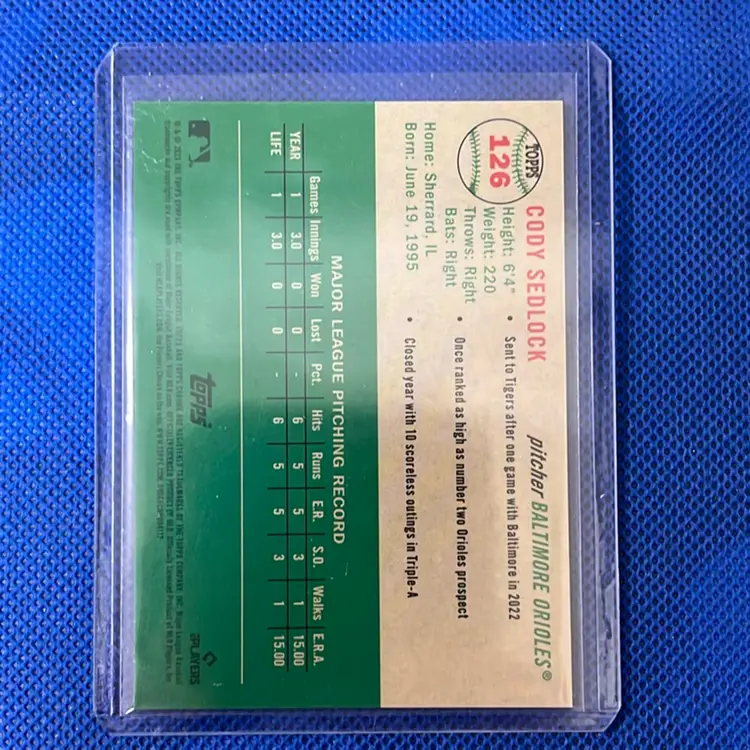 TOPPS
126
CODY SEDLOCK
pitcher BALTIMORE ORIOLES®
Height: 6'4"
Weight: 220
Throws: Right
Bats: Right
Home: Sherrard, IL
Born: June 19, 1995
• Sent to Tigers after one game with Baltimore in 2022
• Once ranked as high as number two Orioles prospect
• Closed year with 10 scoreless outings in Triple-A
MAJOR LEAGUE PITCHING RECORD
Games Innings Won Lost Pct. Hits Runs E.R. S.O. Walks E.R.A.
YEAR 1 3.0 0 0 - 6 5 5 3 1 15.00
LIFE 1 3.0 0 0 - 6 5 5 3 1 15.00
topps
PLAYERS